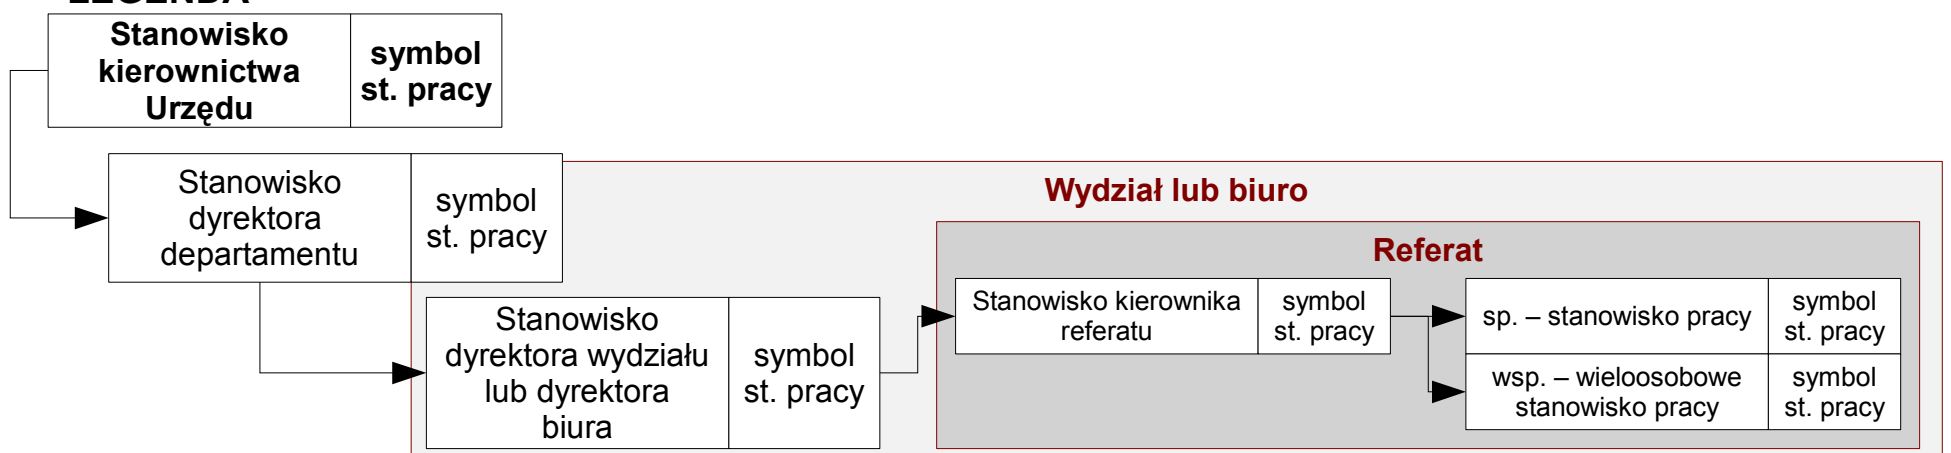 LEGENDA
Stanowisko
kierownictwa
Urzędu
symbol
st. pracy
Stanowisko
dyrektora
departamentu
symbol
st. pracy
Wydział lub biuro
Referat
Stanowisko
dyrektora wydziału
lub dyrektora
biura
symbol
st. pracy
Stanowisko kierownika
referatu
symbol
st. pracy
sp. – stanowisko pracy
symbol
st. pracy
wsp. – wieloosobowe
stanowisko pracy
symbol
st. pracy